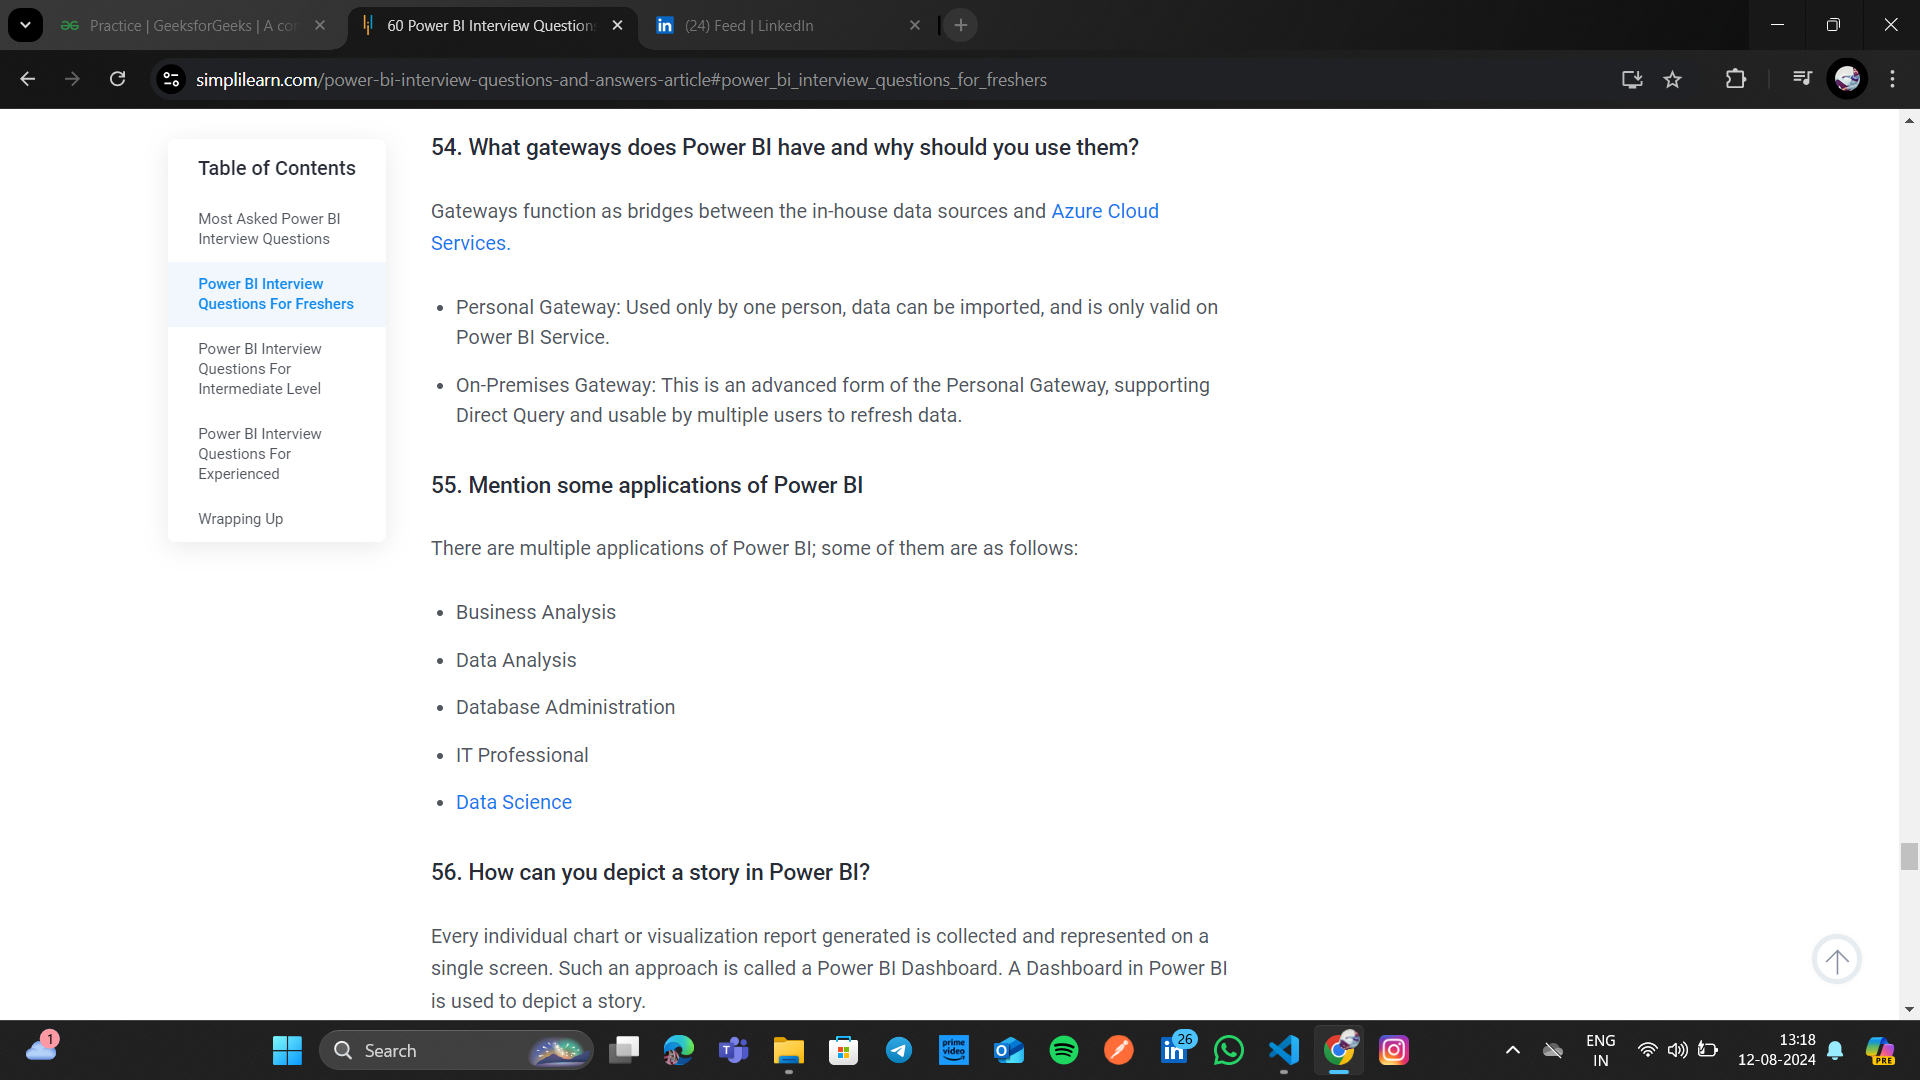 Practice | GeeksforGeeks | A co
60 Power BI Interview Question
in (24) Feed | LinkedIn
simplilearn.com/power-bi-interview-questions-and-answers-article#power_bi_interview_questions_for_freshers
Table of Contents
Most Asked Power BI
Interview Questions
Power BI Interview
Questions For Freshers
Power BI Interview
Questions For
Intermediate Level
Power BI Interview
Questions For
Experienced
Wrapping Up
54. What gateways does Power BI have and why should you use them?
Gateways function as bridges between the in-house data sources and Azure Cloud
Services.
• Personal Gateway: Used only by one person, data can be imported, and is only valid on
Power BI Service.
• On-Premises Gateway: This is an advanced form of the Personal Gateway, supporting
Direct Query and usable by multiple users to refresh data.
55. Mention some applications of Power BI
There are multiple applications of Power BI; some of them are as follows:
• Business Analysis
• Data Analysis
• Database Administration
• IT Professional
• Data Science
56. How can you depict a story in Power BI?
Every individual chart or visualization report generated is collected and represented on a
single screen. Such an approach is called a Power BI Dashboard. A Dashboard in Power BI
is used to depict a story.
1
Search
prime
video
26
ENG
IN
13:18
12-08-2024
PRE